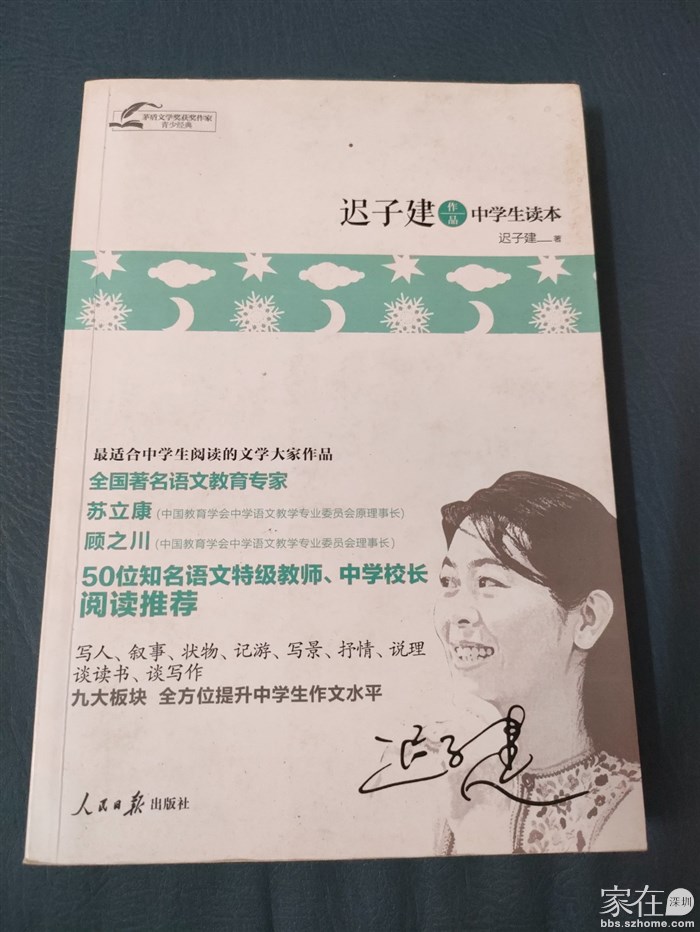 茅盾文学奖获奖作家
青少经典
迟子建 作品 中学生读本
迟子建 著
最适合中学生阅读的文学大家作品
全国著名语文教育专家
苏立康 (中国教育学会中学语文教学专业委员会原理事长)
顾之川 (中国教育学会中学语文教学专业委员会理事长)
50位知名语文特级教师、中学校长
阅读推荐
写人、叙事、状物、记游、写景、抒情、说理
谈读书、谈写作
九大板块 全方位提升中学生作文水平
迟子建
人民日报出版社
家在深圳
bbs.szhome.com